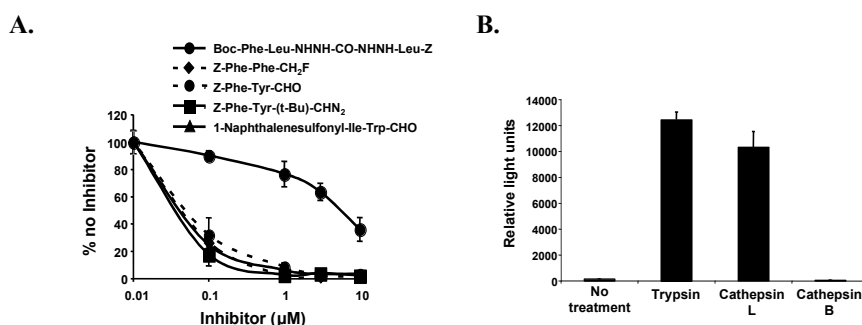 A.
Boc-Phe-Leu-NHNH-CO-NHNH-Leu-Z
Z-Phe-Phe-CH₂F
Z-Phe-Tyr-CHO
Z-Phe-Tyr-(t-Bu)-CHN₂
1-Naphthalenesulfonyl-Ile-Trp-CHO
% no Inhibitor
120
100
80
60
40
20
0
0.01
0.1
1
10
Inhibitor (µM)
B.
Relative light units
14000
12000
10000
8000
6000
4000
2000
0
No treatment
Trypsin
Cathepsin L
Cathepsin B